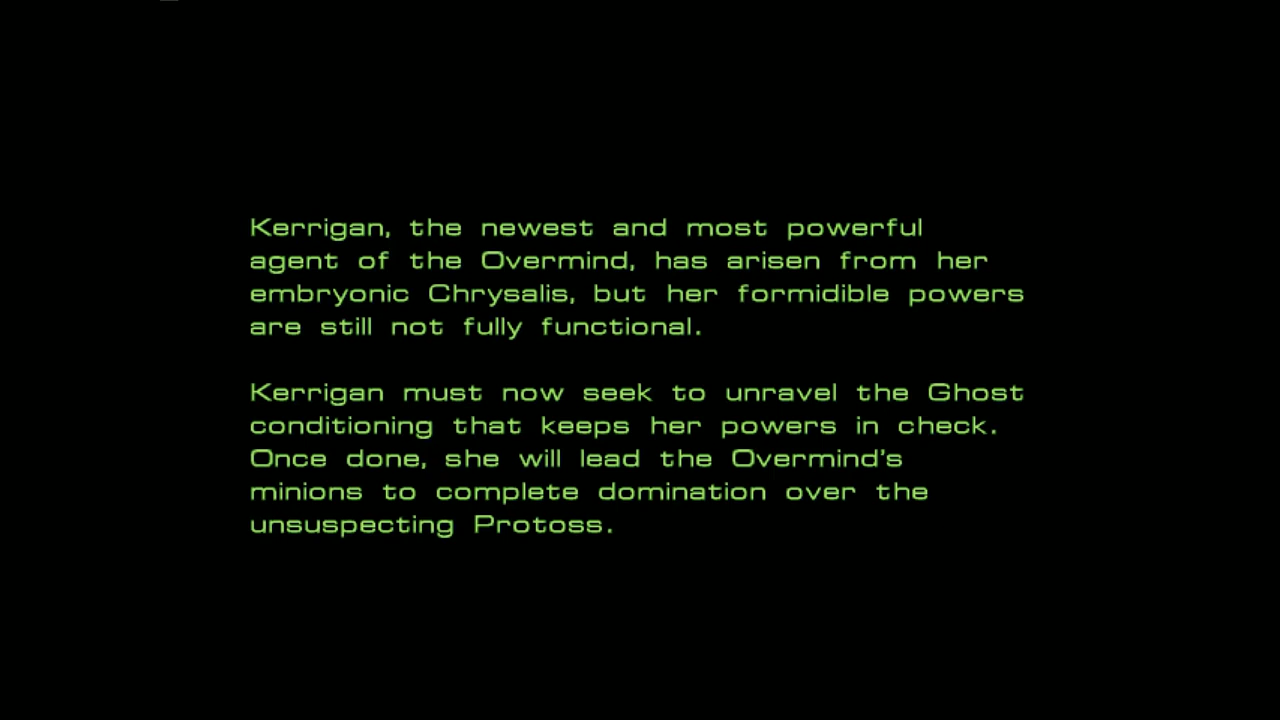 Kerrigan, the newest and most powerful
agent of the Overmind, has arisen from her
embryonic Chrysalis, but her formidible powers
are still not fully functional.
Kerrigan must now seek to unravel the Ghost
conditioning that keeps her powers in check.
Once done, she will lead the Overmind's
minions to complete domination over the
unsuspecting Protoss.